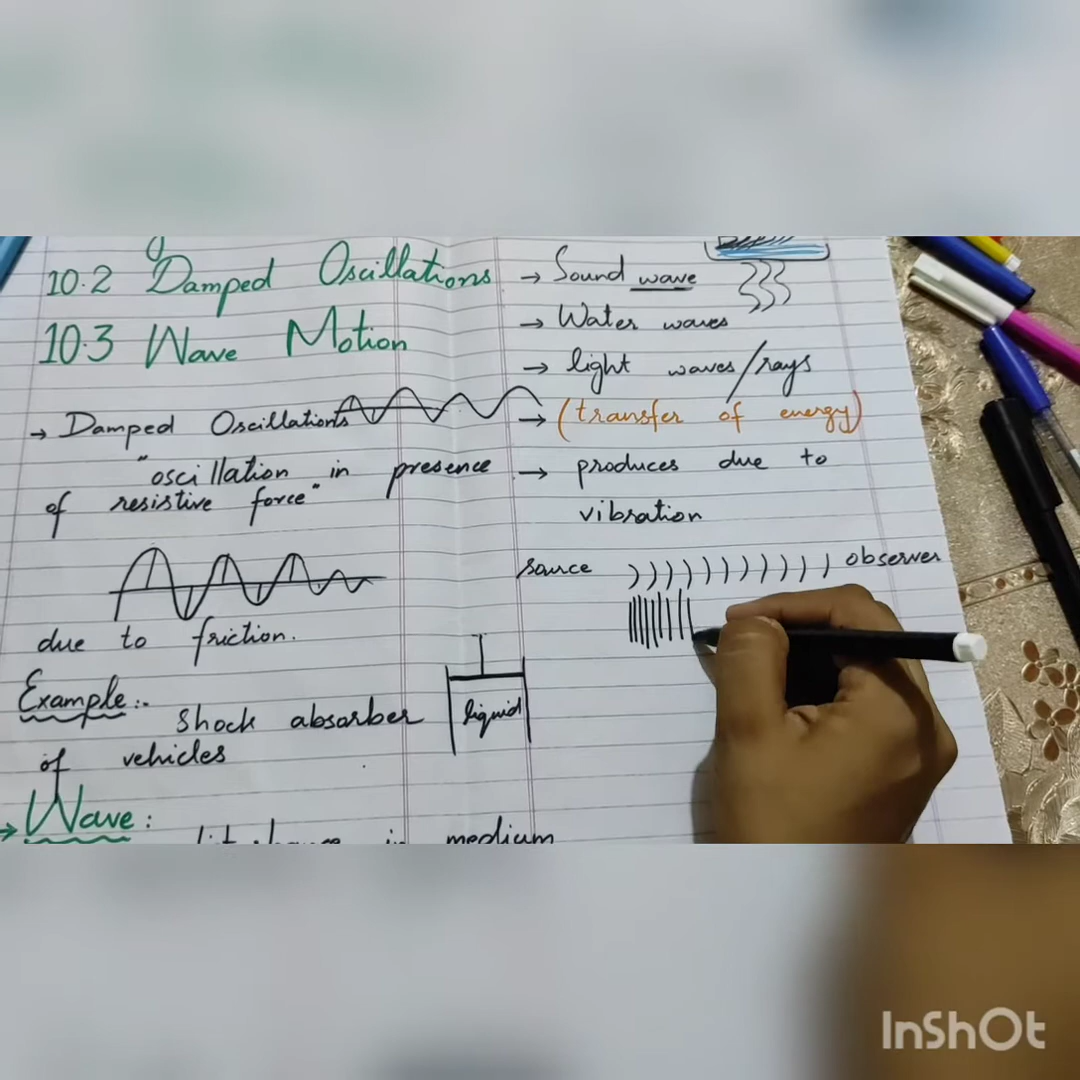 10.2 Damped Oscillations
10.3 Wave Motion
→ Damped Oscillations
"oscillation in presence
of resistive force"
due to friction.
Example:-
Shock absorber
of vehicles
liquid
→ Wave:
in medium
→ Sound wave
→ Water waves
→ light waves/rays
→ (transfer of energy)
→ produces due to
vibration
source ))))))))))) observer
InShOt